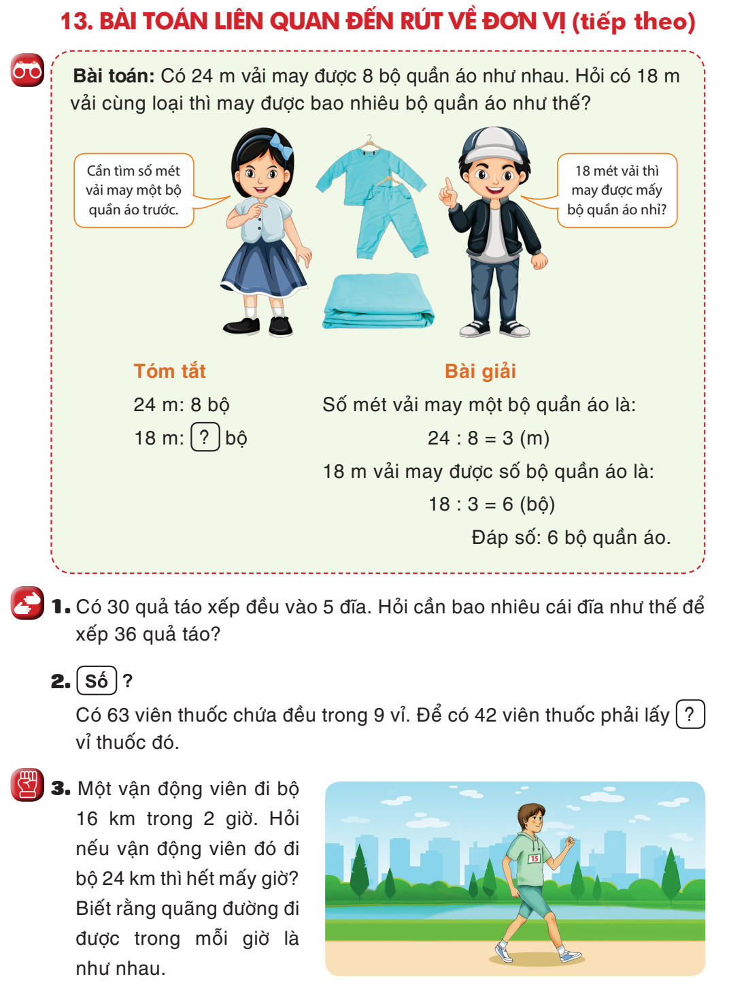 13. BÀI TOÁN LIÊN QUAN ĐẾN RÚT VỀ ĐƠN VỊ (tiếp theo)
Bài toán: Có 24 m vải may được 8 bộ quần áo như nhau. Hỏi có 18 m
vải cùng loại thì may được bao nhiêu bộ quần áo như thế?
Cần tìm số mét
vải may một bộ
quần áo trước.
18 mét vải thì
may được mấy
bộ quần áo nhỉ?
Tóm tắt
24 m: 8 bộ
18 m: ? bộ
Bài giải
Số mét vải may một bộ quần áo là:
24 : 8 = 3 (m)
18 m vải may được số bộ quần áo là:
18 : 3 = 6 (bộ)
Đáp số: 6 bộ quần áo.
1. Có 30 quả táo xếp đều vào 5 đĩa. Hỏi cần bao nhiêu cái đĩa như thế để
xếp 36 quả táo?
2. Số ?
Có 63 viên thuốc chứa đều trong 9 vỉ. Để có 42 viên thuốc phải lấy ?
vỉ thuốc đó.
3. Một vận động viên đi bộ
16 km trong 2 giờ. Hỏi
nếu vận động viên đó đi
bộ 24 km thì hết mấy giờ?
Biết rằng quãng đường đi
được trong mỗi giờ là
như nhau.
15